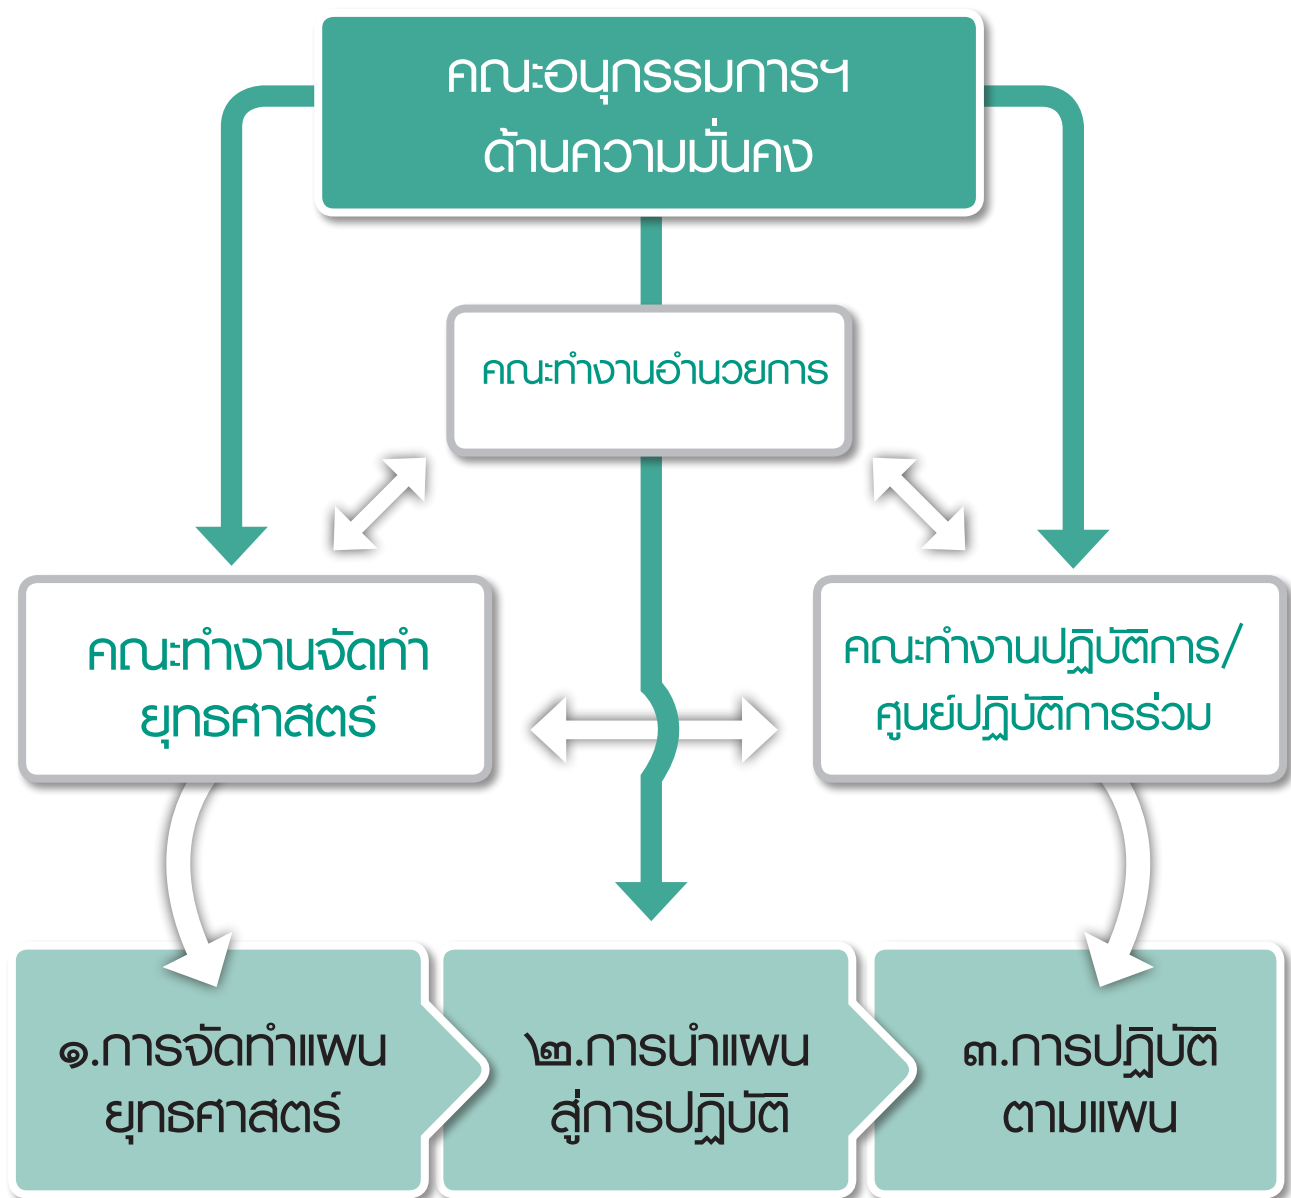 คณะอนุกรรมการฯ
ด้านความมั่นคง
คณะทำงานอำนวยการ
คณะทำงานจัดทำ
ยุทธศาสตร์
คณะทำงานปฏิบัติการ/
ศูนย์ปฏิบัติการร่วม
๑.การจัดทำแผน
ยุทธศาสตร์
๒.การนำแผน
สู่การปฏิบัติ
๓.การปฏิบัติ
ตามแผน